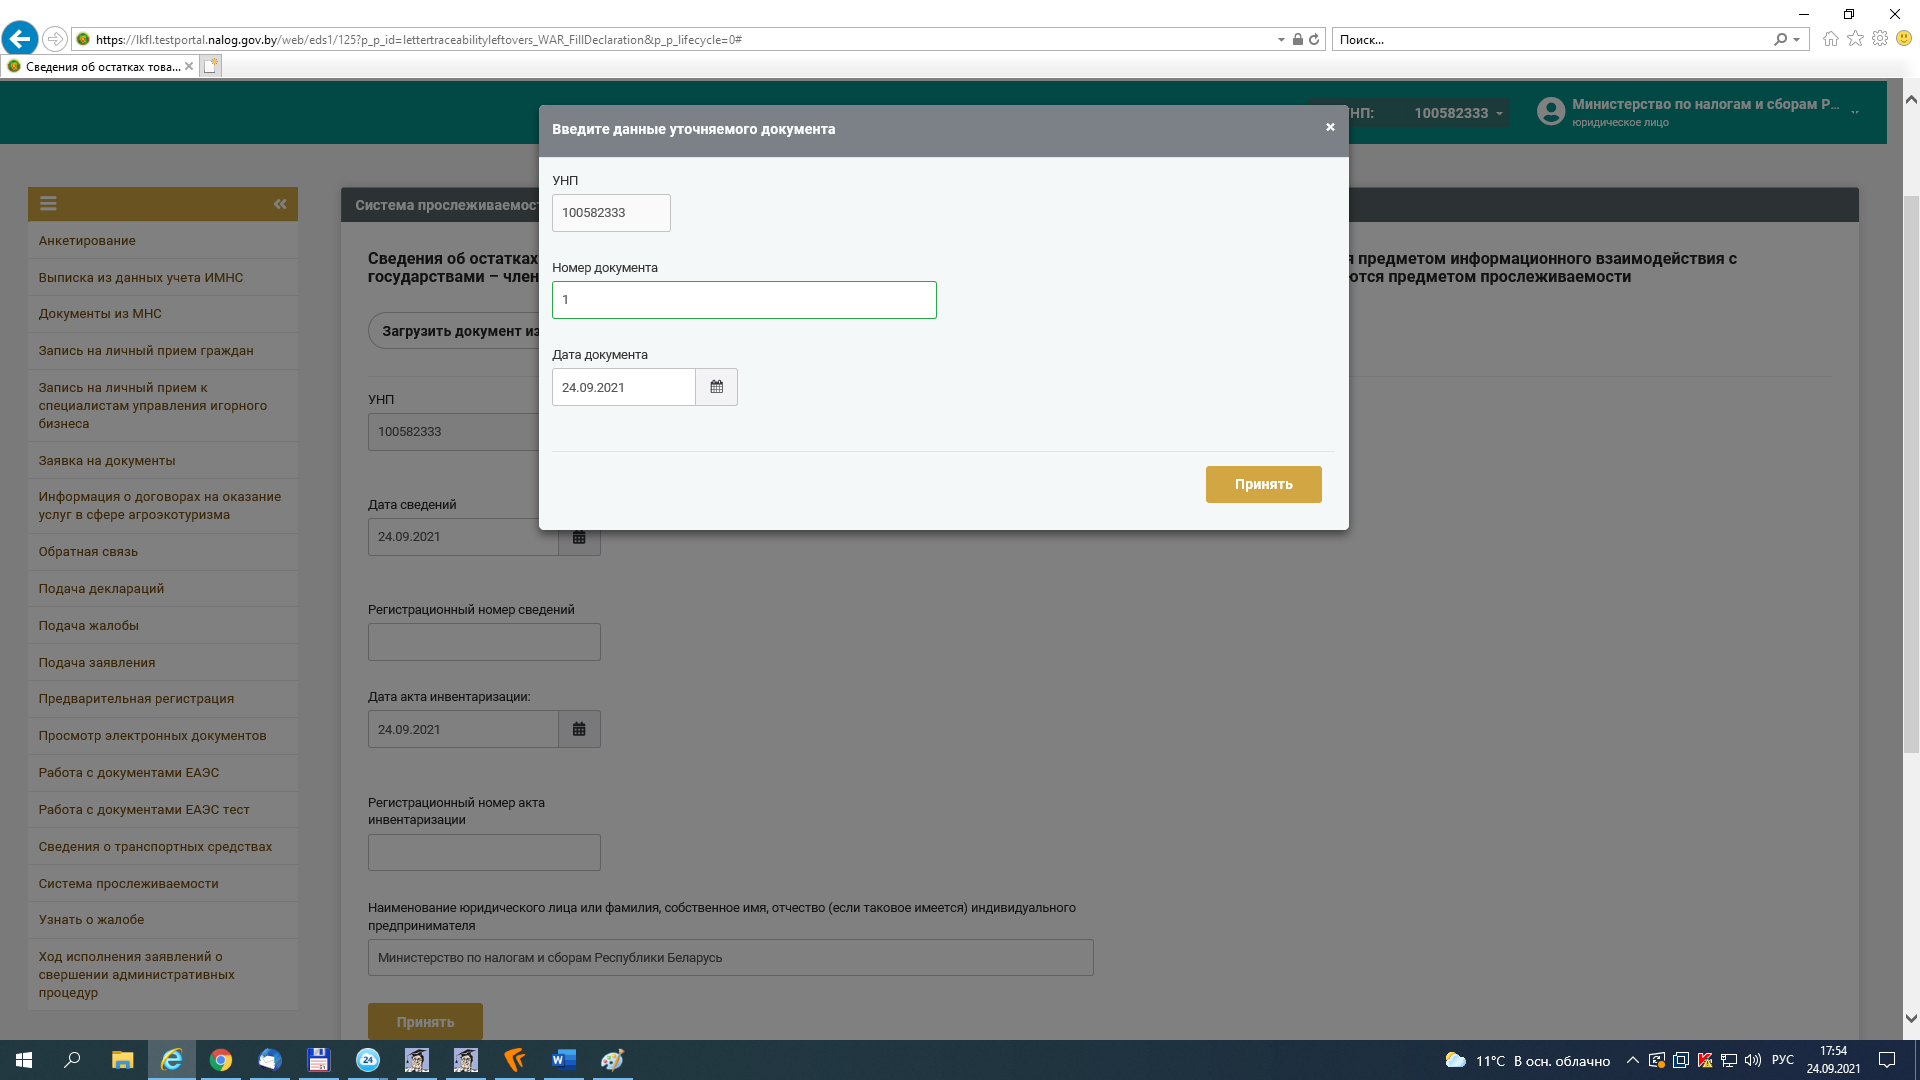 https://lkfl.testportal.nalog.gov.by/web/eds1/125?p_p_id=lettertraceabilityleftovers_WAR_FillDeclaration&p_p_lifecycle=0#
Поиск...
Сведения об остатках това...
НП: 100582333
Министерство по налогам и сборам Р...
юридическое лицо
Введите данные уточняемого документа
УНП
100582333
Номер документа
1
Дата документа
24.09.2021
Принять
Анкетирование
Выписка из данных учета ИМНС
Документы из МНС
Запись на личный прием граждан
Запись на личный прием к
специалистам управления игорного
бизнеса
Заявка на документы
Информация о договорах на оказание
услуг в сфере агроэкотуризма
Обратная связь
Подача деклараций
Подача жалобы
Подача заявления
Предварительная регистрация
Просмотр электронных документов
Работа с документами ЕАЭС
Работа с документами ЕАЭС тест
Сведения о транспортных средствах
Система прослеживаемости
Узнать о жалобе
Ход исполнения заявлений о
свершении административных
процедур
Система прослеживаемос
Сведения об остатках я предметом информационного взаимодействия с
государствами – член ются предметом прослеживаемости
Загрузить документ из
УНП
100582333
Дата сведений
24.09.2021
Регистрационный номер сведений
Дата акта инвентаризации:
24.09.2021
Регистрационный номер акта
инвентаризации
Наименование юридического лица или фамилия, собственное имя, отчество (если таковое имеется) индивидуального
предпринимателя
Министерство по налогам и сборам Республики Беларусь
Принять
24
11°C В осн. облачно
РУС
17:54
24.09.2021